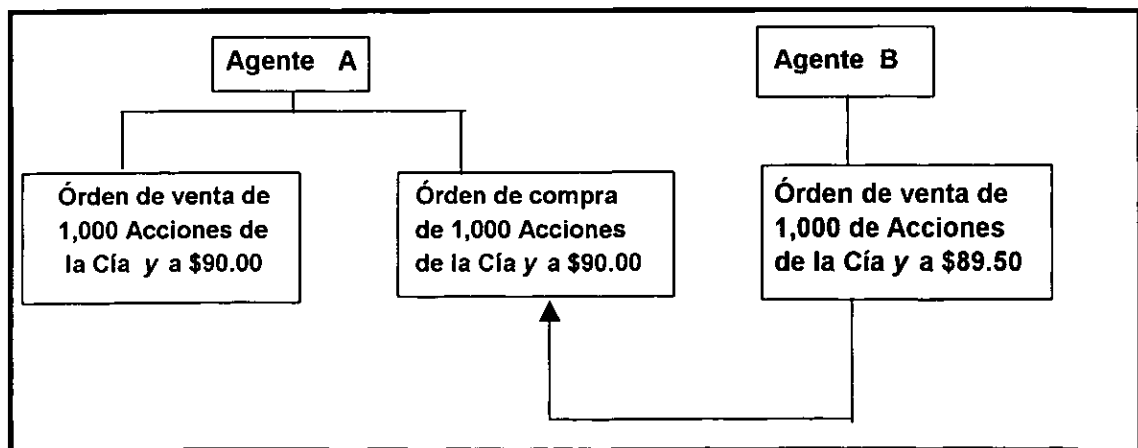 Agente A
Agente B
Órden de venta de
1,000 Acciones de
la Cía y a $90.00
Órden de compra
de 1,000 Acciones
de la Cía y a $90.00
Órden de venta de
1,000 de Acciones
de la Cía y a $89.50